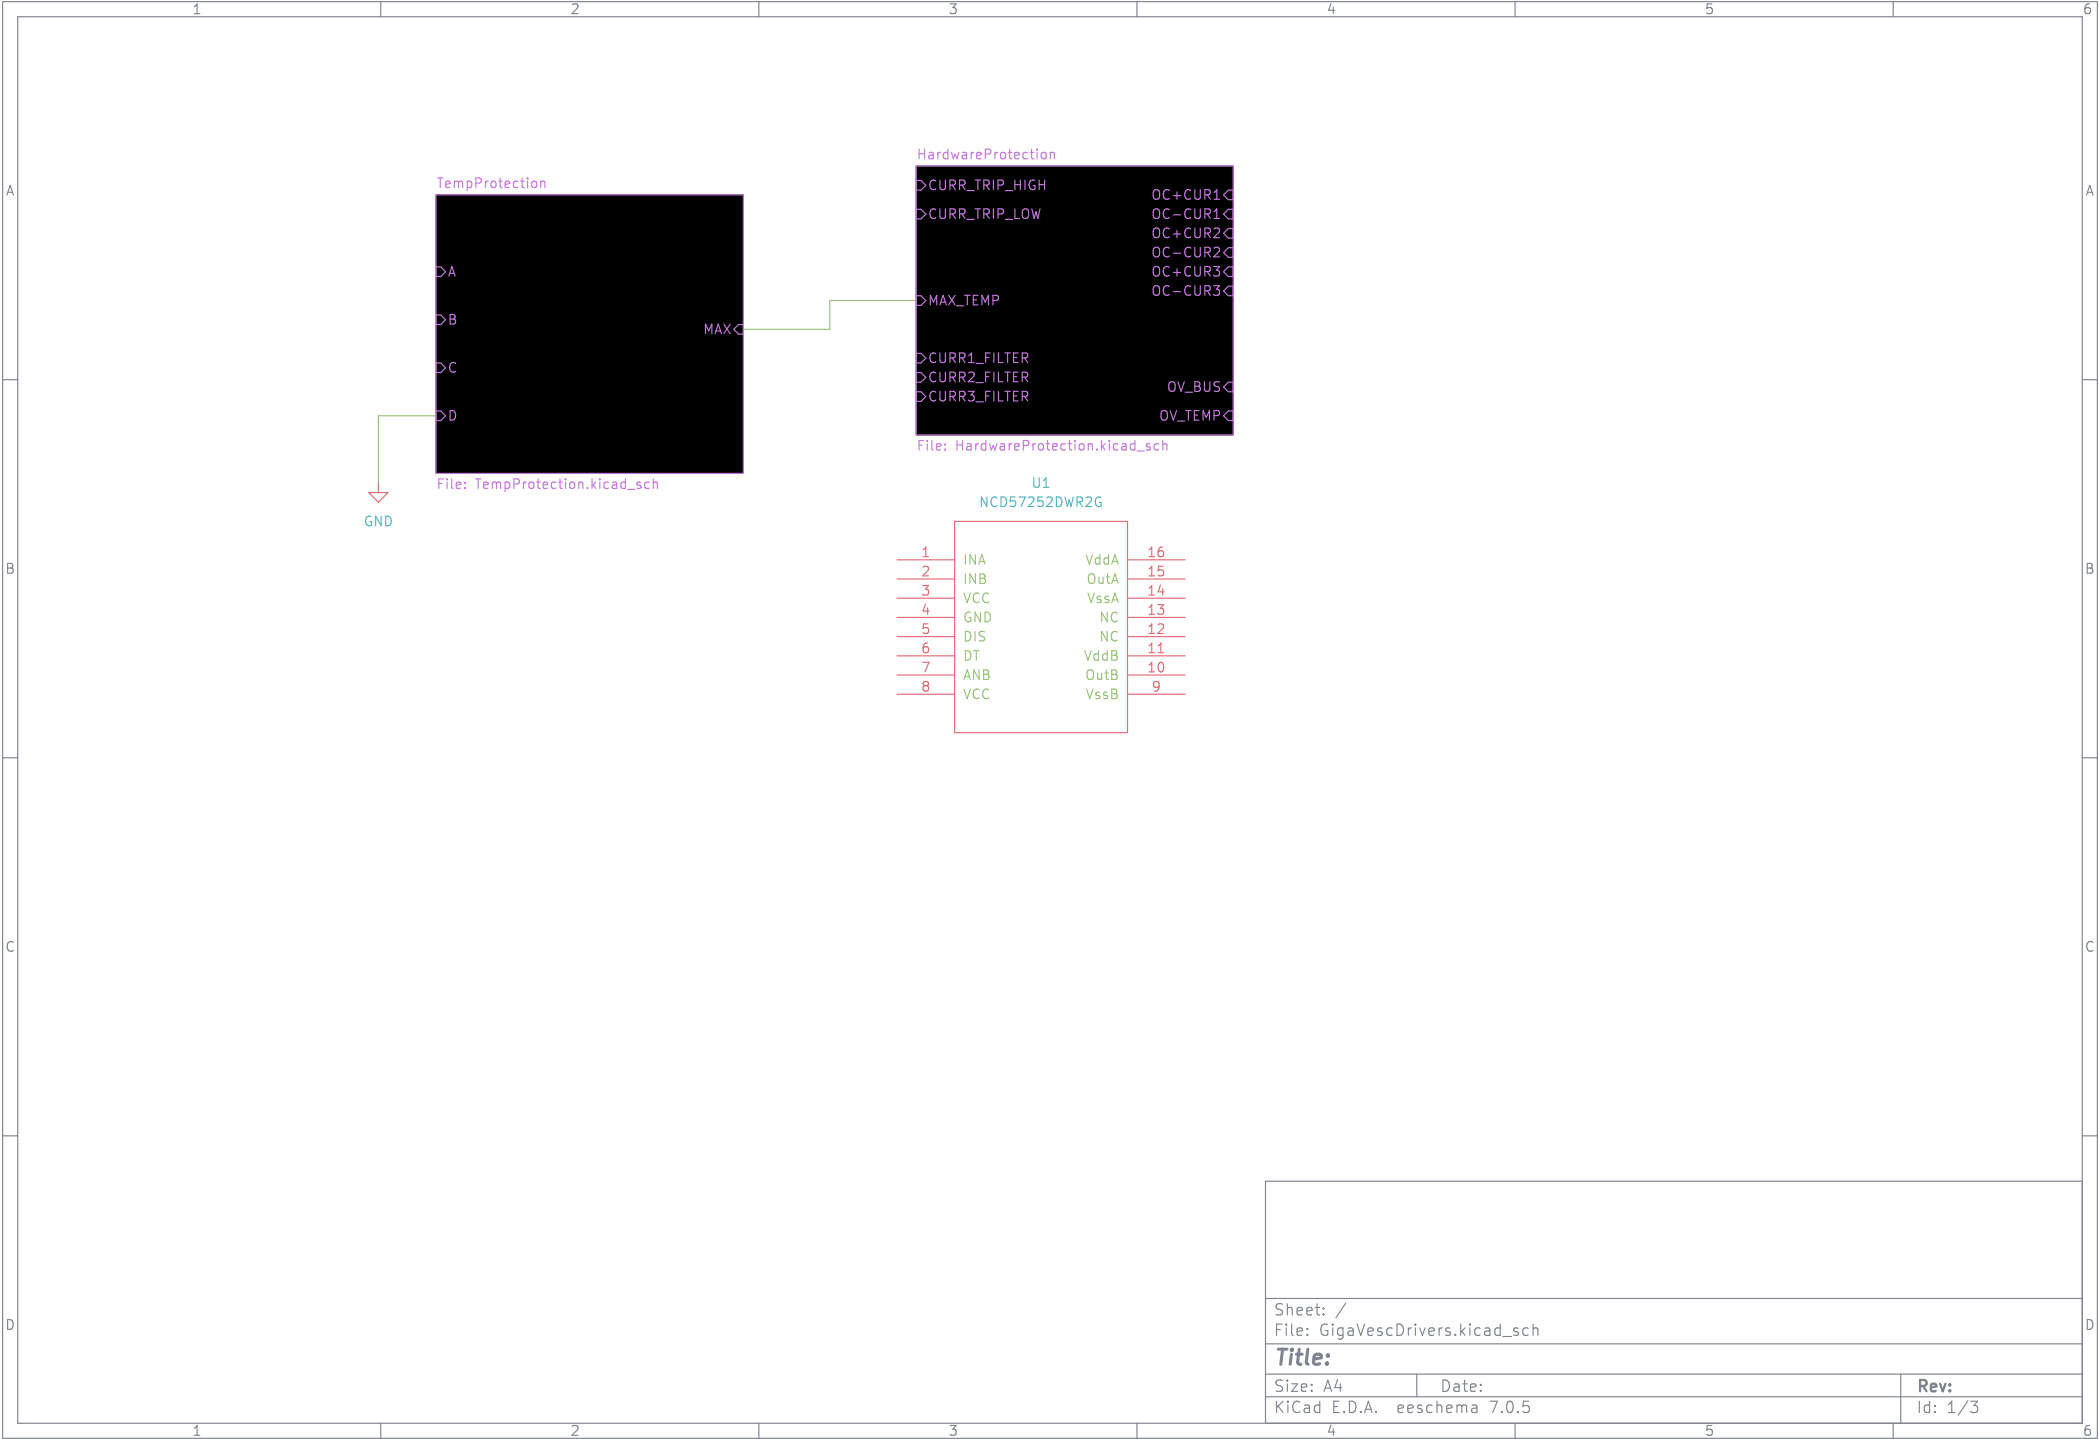 1 2 3 4 5 6
A
B
C
D
TempProtection
A
B
C
D
MAX
File: TempProtection.kicad_sch
GND
HardwareProtection
CURR_TRIP_HIGH
CURR_TRIP_LOW
MAX_TEMP
CURR1_FILTER
CURR2_FILTER
CURR3_FILTER
OC+CUR1
OC-CUR1
OC+CUR2
OC-CUR2
OC+CUR3
OC-CUR3
OV_BUS
OV_TEMP
File: HardwareProtection.kicad_sch
U1
NCD57252DWR2G
1 INA VddA 16
2 INB OutA 15
3 VCC VssA 14
4 GND NC 13
5 DIS NC 12
6 DT VddB 11
7 ANB OutB 10
8 VCC VssB 9
A
B
C
D
Sheet: /
File: GigaVescDrivers.kicad_sch
Title:
Size: A4 Date: Rev:
KiCad E.D.A. eeschema 7.0.5 Id: 1/3
1 2 3 4 5 6